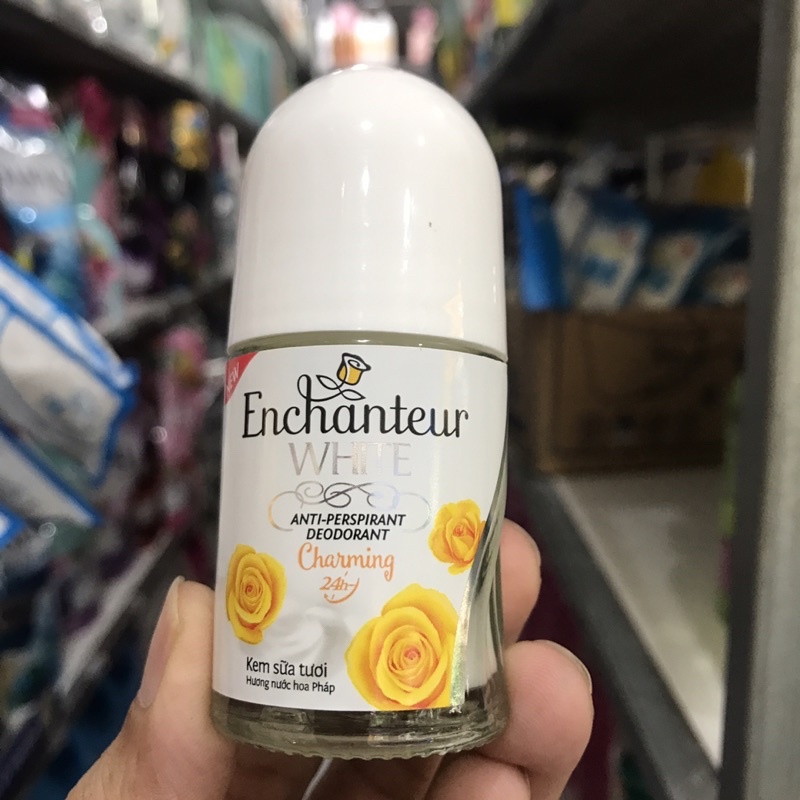 NEW
Enchanteur
WHITE
ANTI-PERSPIRANT
DEODORANT
Charming
24h
Kem sữa tươi
Hương nước hoa Pháp